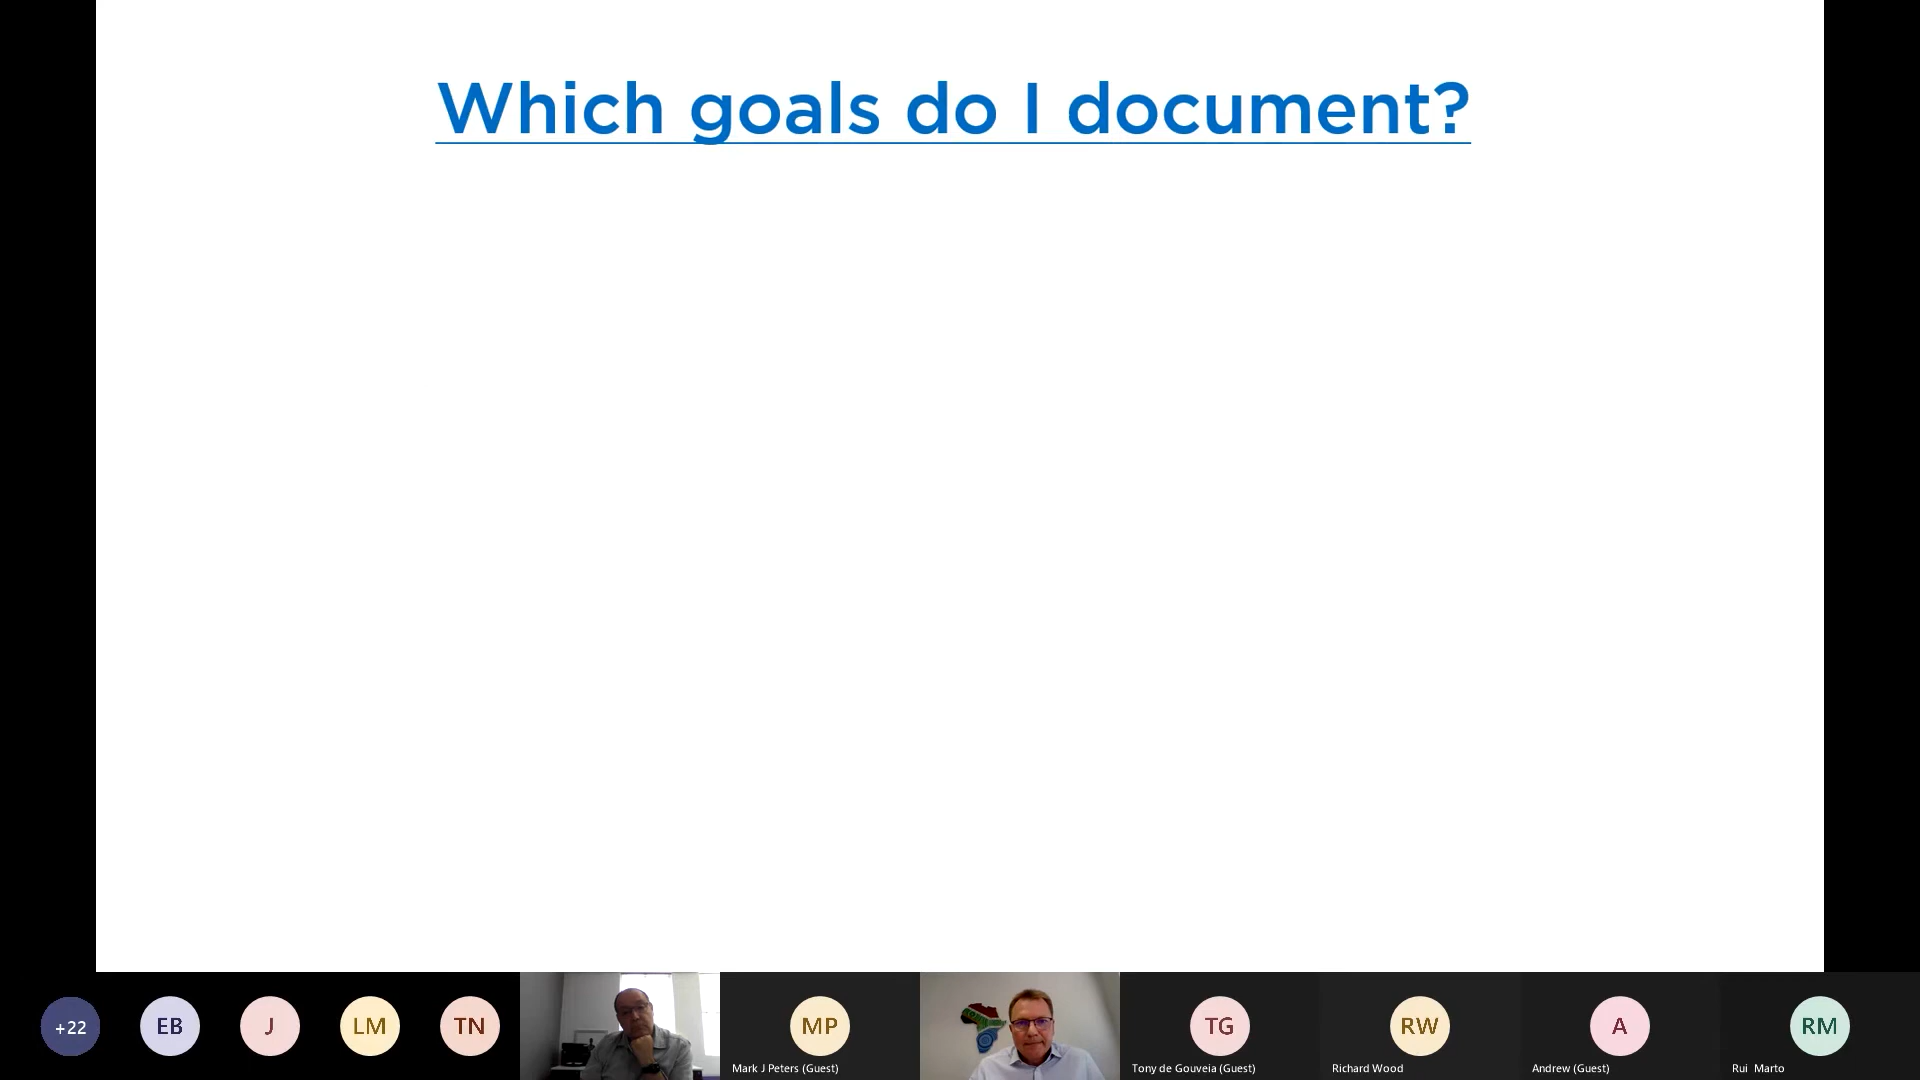 Which goals do I document?
+22
EB
J
LM
TN
MP
Mark J Peters (Guest)
TG
Tony de Gouveia (Guest)
RW
Richard Wood
A
Andrew (Guest)
RM
Rui Marto